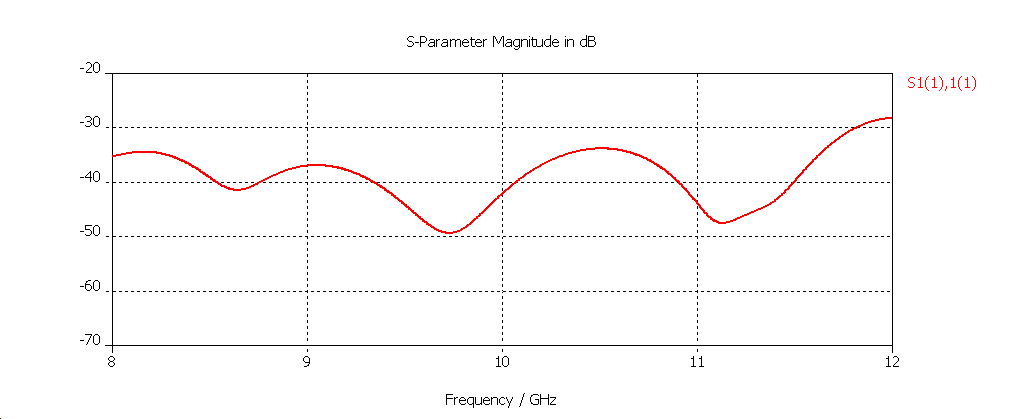 S-Parameter Magnitude in dB
-20
S1(1),1(1)
-30
-40
-50
-60
-70
8 9 10 11 12
Frequency / GHz